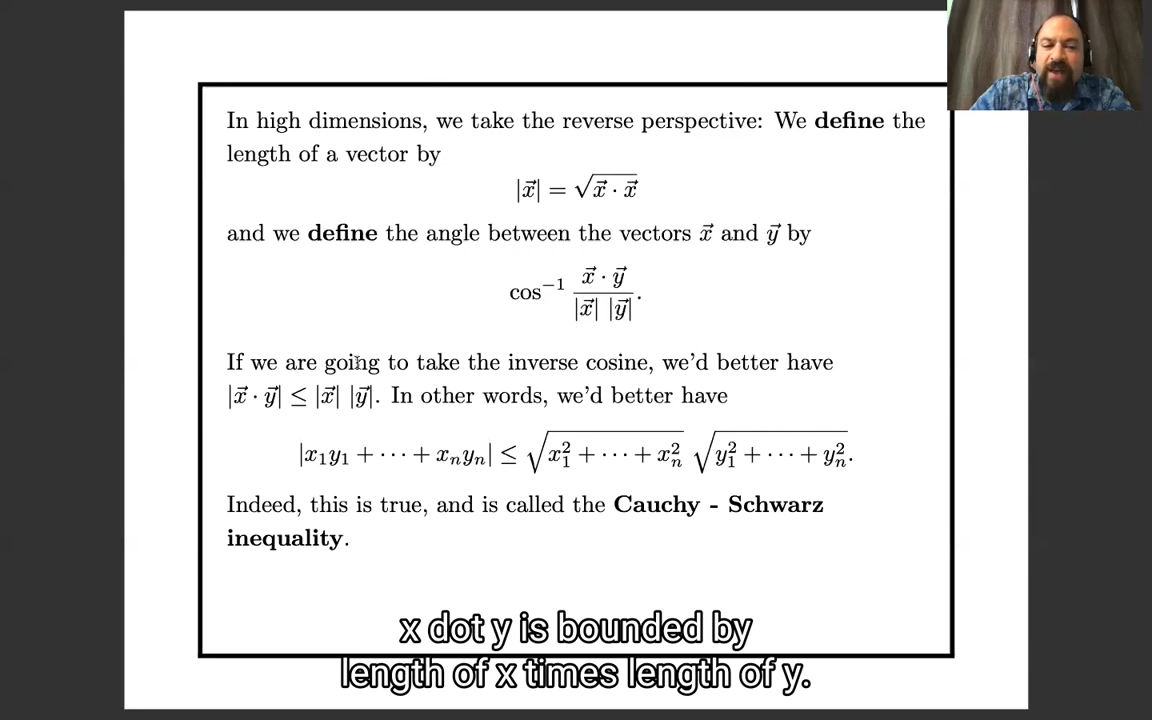 In high dimensions, we take the reverse perspective: We define the
length of a vector by
|x⃗| = √(x⃗ · x⃗)
and we define the angle between the vectors x⃗ and y⃗ by
cos⁻¹ (x⃗ · y⃗)/(|x⃗| |y⃗|).
If we are going to take the inverse cosine, we'd better have
|x⃗ · y⃗| ≤ |x⃗| |y⃗|. In other words, we'd better have
|x₁y₁ + ··· + xₙyₙ| ≤ √(x₁² + ··· + xₙ²) √(y₁² + ··· + yₙ²).
Indeed, this is true, and is called the Cauchy - Schwarz
inequality.
x dot y is bounded by
length of x times length of y.